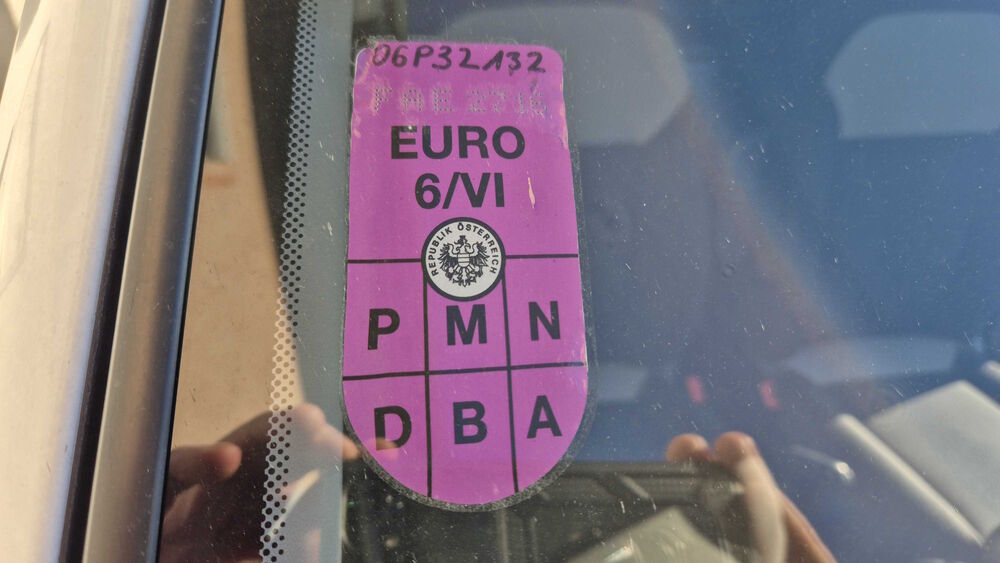 06P32132
EURO
6/VI
REPUBLIK ÖSTERREICH
P M N
D B A